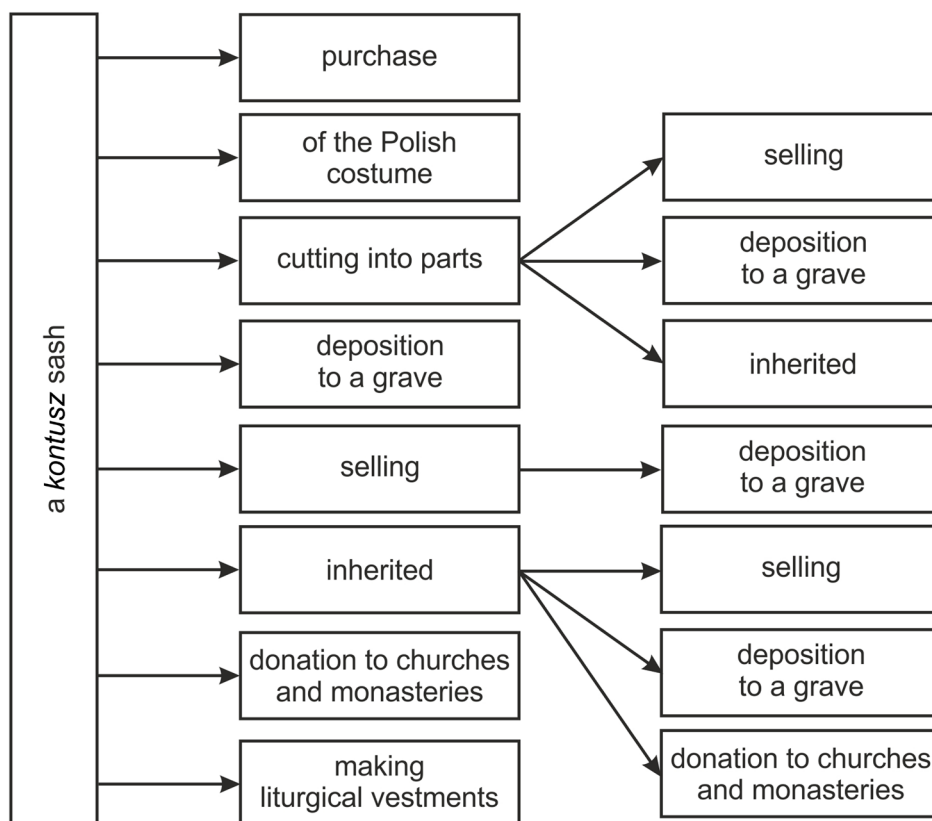 a kontusz sash
purchase
of the Polish
costume
cutting into parts
deposition
to a grave
selling
inherited
donation to churches
and monasteries
making
liturgical vestments
selling
deposition
to a grave
inherited
deposition
to a grave
selling
deposition
to a grave
donation to churches
and monasteries